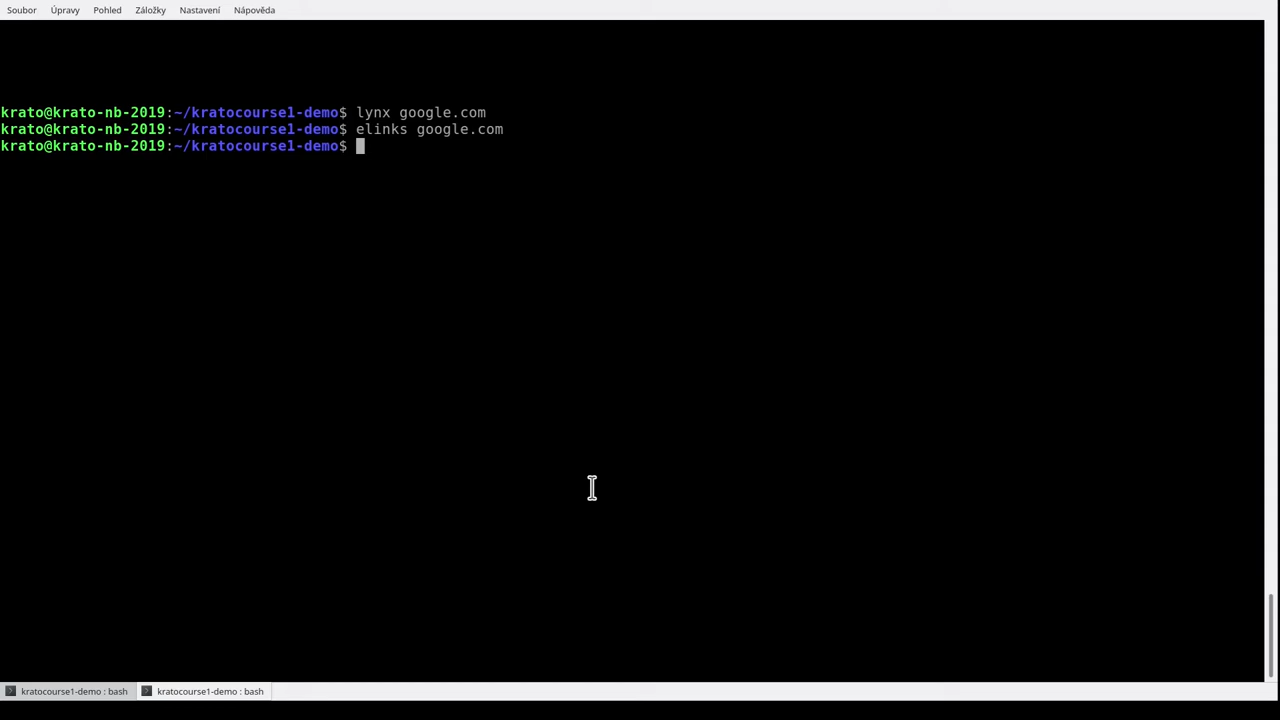 Soubor Úpravy Pohled Záložky Nastavení Nápověda
krato@krato-nb-2019:~/kratocourse1-demo$ lynx google.com
krato@krato-nb-2019:~/kratocourse1-demo$ elinks google.com
krato@krato-nb-2019:~/kratocourse1-demo$
kratocourse1-demo : bash kratocourse1-demo : bash